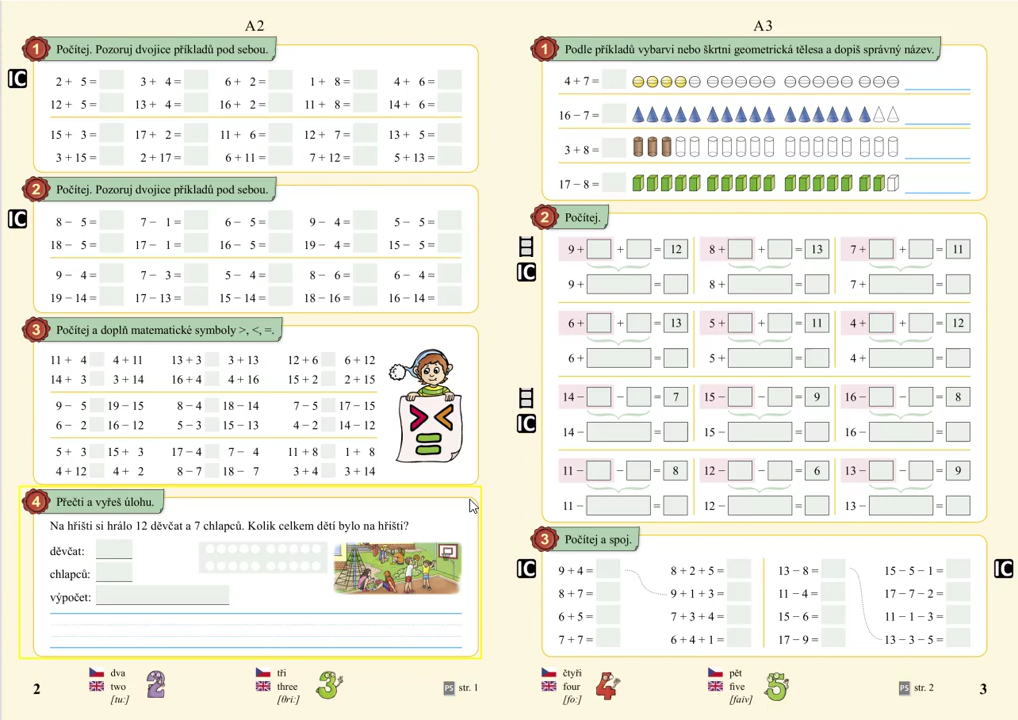 A2
1 Počítej. Pozoruj dvojice příkladů pod sebou.
IC
2 + 5 = 3 + 4 = 6 + 2 = 1 + 8 = 4 + 6 =
12 + 5 = 13 + 4 = 16 + 2 = 11 + 8 = 14 + 6 =
15 + 3 = 17 + 2 = 11 + 6 = 12 + 7 = 13 + 5 =
3 + 15 = 2 + 17 = 6 + 11 = 7 + 12 = 5 + 13 =
2 Počítej. Pozoruj dvojice příkladů pod sebou.
IC
8 − 5 = 7 − 1 = 6 − 5 = 9 − 4 = 5 − 5 =
18 − 5 = 17 − 1 = 16 − 5 = 19 − 4 = 15 − 5 =
9 − 4 = 7 − 3 = 5 − 4 = 8 − 6 = 6 − 4 =
19 − 14 = 17 − 13 = 15 − 14 = 18 − 16 = 16 − 14 =
3 Počítej a doplň matematické symboly >, <, =.
11 + 4 4 + 11 13 + 3 3 + 13 12 + 6 6 + 12
14 + 3 3 + 14 16 + 4 4 + 16 15 + 2 2 + 15
9 − 5 19 − 15 8 − 4 18 − 14 7 − 5 17 − 15
6 − 2 16 − 12 5 − 3 15 − 13 4 − 2 14 − 12
5 + 3 15 + 3 17 − 4 7 − 4 11 + 8 1 + 8
4 + 12 4 + 2 8 − 7 18 − 7 3 + 4 3 + 14
> <
=
4 Přečti a vyřeš úlohu.
Na hřišti si hrálo 12 děvčat a 7 chlapců. Kolik celkem dětí bylo na hřišti?
děvčat:
chlapců:
výpočet:
2
dva
two
[tu:]
2
tři
three
[θri:]
3
PS str. 1
A3
1 Podle příkladů vybarvi nebo škrtni geometrická tělesa a dopiš správný název.
4 + 7 =
16 − 7 =
3 + 8 =
17 − 8 =
2 Počítej.
IC
9 + + = 12 8 + + = 13 7 + + = 11
9 + = 8 + = 7 + =
6 + + = 13 5 + + = 11 4 + + = 12
6 + = 5 + = 4 + =
IC
14 − − = 7 15 − − = 9 16 − − = 8
14 − = 15 − = 16 − =
11 − − = 8 12 − − = 6 13 − − = 9
11 − = 12 − = 13 − =
3 Počítej a spoj.
IC
9 + 4 = 8 + 2 + 5 = 13 − 8 = 15 − 5 − 1 =
8 + 7 = 9 + 1 + 3 = 11 − 4 = 17 − 7 − 2 =
6 + 5 = 7 + 3 + 4 = 15 − 6 = 11 − 1 − 3 =
7 + 7 = 6 + 4 + 1 = 17 − 9 = 13 − 3 − 5 =
IC
čtyři
four
[fo:]
4
pět
five
[faiv]
5
PS str. 2
3